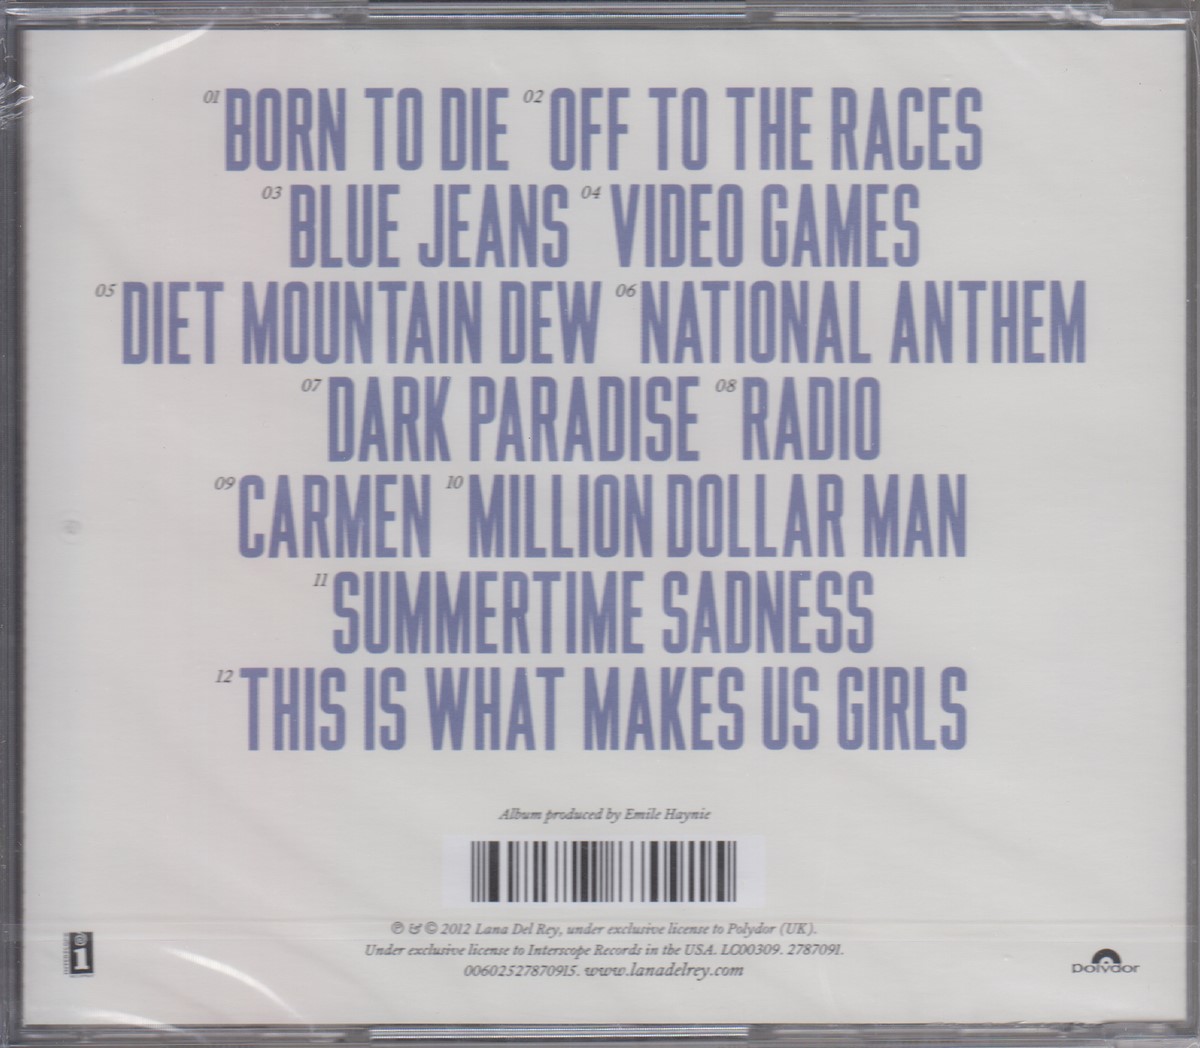 01 BORN TO DIE 02 OFF TO THE RACES
03 BLUE JEANS 04 VIDEO GAMES
05 DIET MOUNTAIN DEW 06 NATIONAL ANTHEM
07 DARK PARADISE 08 RADIO
09 CARMEN 10 MILLION DOLLAR MAN
11 SUMMERTIME SADNESS
12 THIS IS WHAT MAKES US GIRLS
Album produced by Emile Haynie
℗ & © 2012 Lana Del Rey, under exclusive license to Polydor (UK).
Under exclusive license to Interscope Records in the USA. LC00309. 2787091.
00602527870915. www.lanadelrey.com
i
polydor